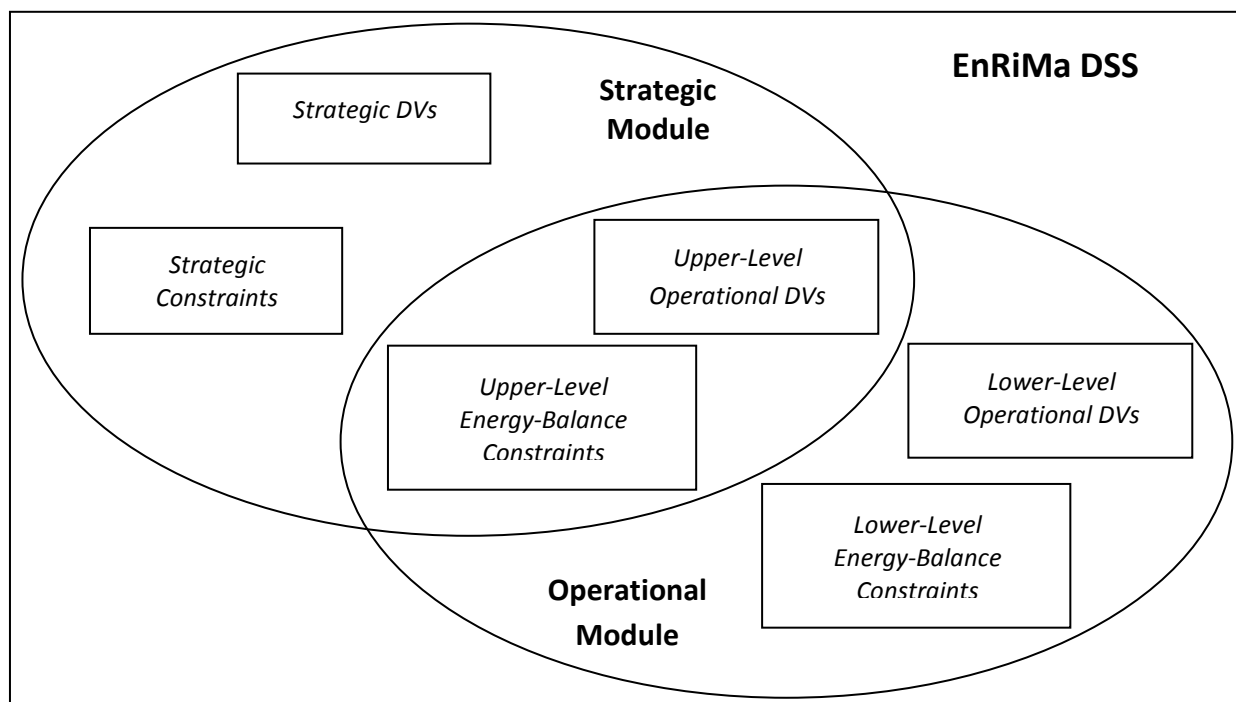 EnRiMa DSS
Strategic
Module
Strategic DVs
Strategic
Constraints
Upper-Level
Operational DVs
Upper-Level
Energy-Balance
Constraints
Lower-Level
Operational DVs
Lower-Level
Energy-Balance
Constraints
Operational
Module